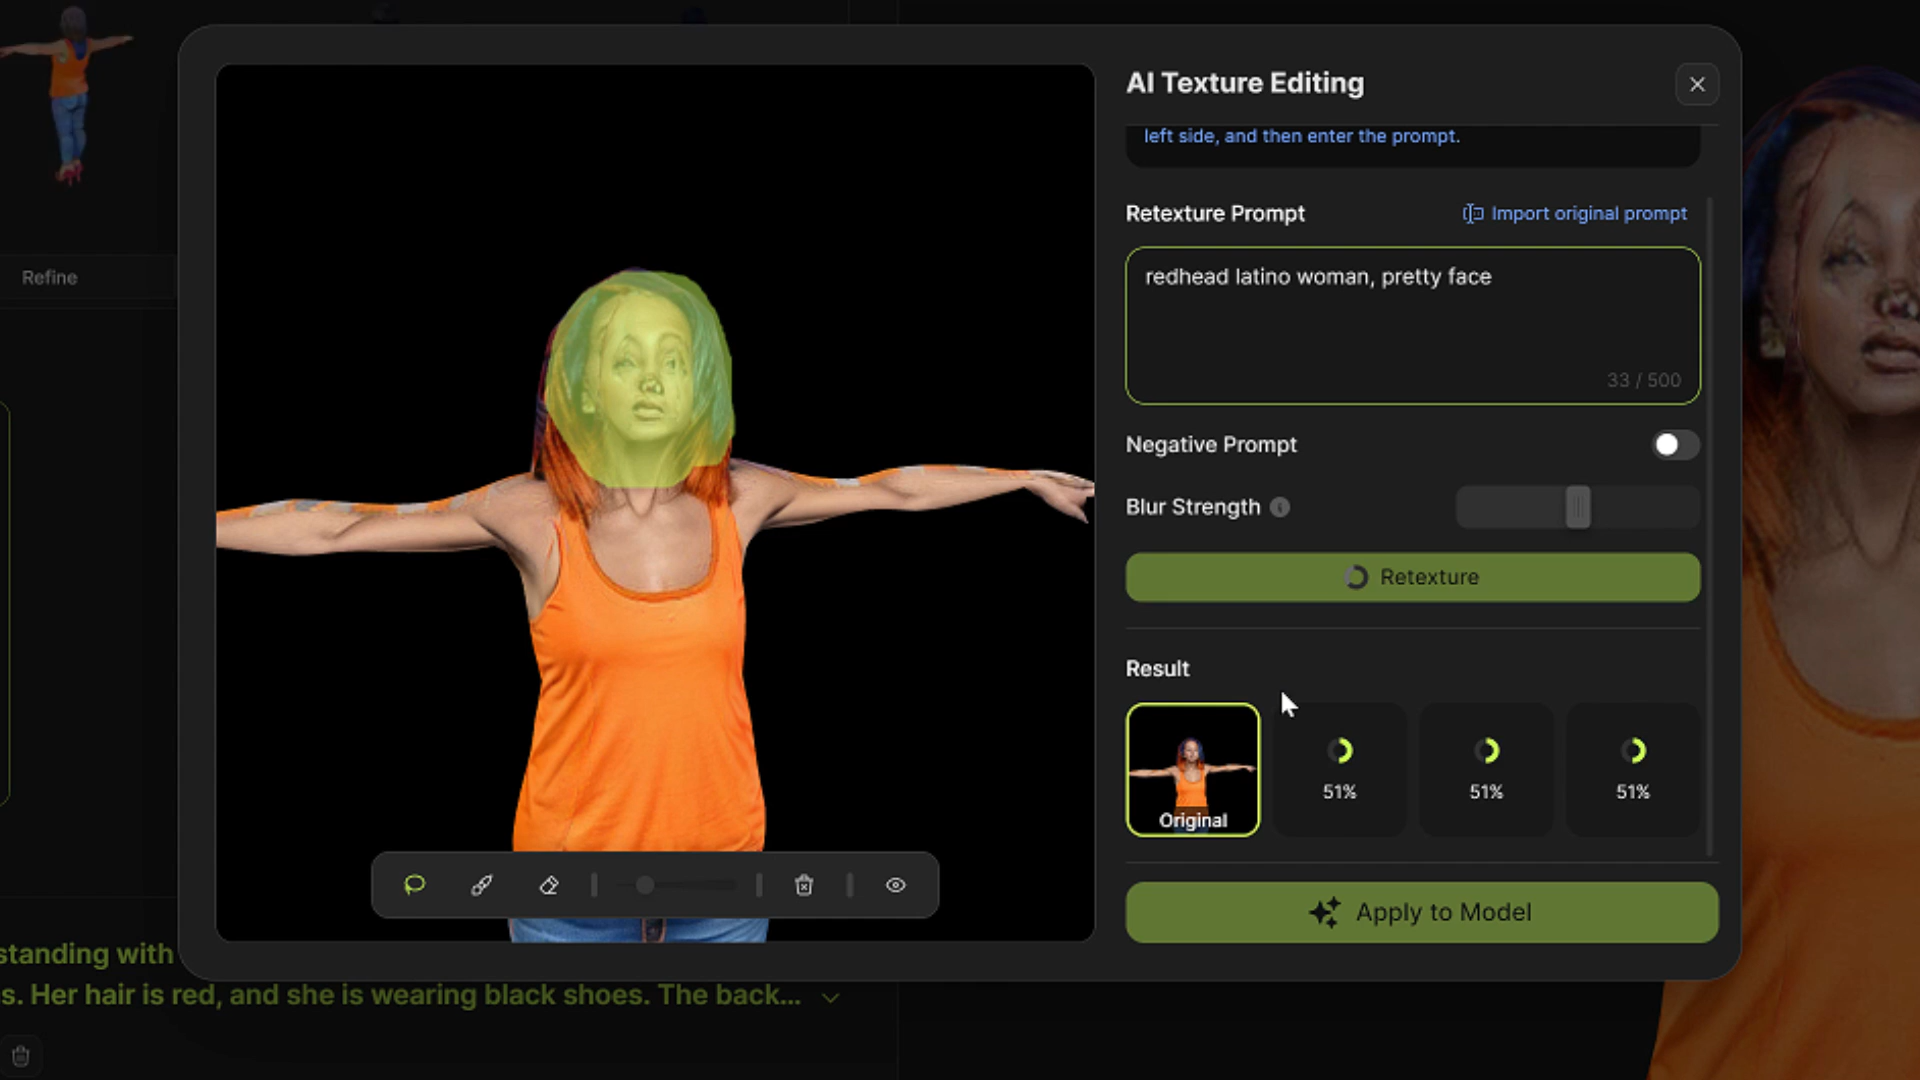 AI Texture Editing
left side, and then enter the prompt.
Retexture Prompt
Import original prompt
redhead latino woman, pretty face
33 / 500
Negative Prompt
Blur Strength
Retexture
Result
Original
51%
51%
51%
Apply to Model
Refine
standing with
s. Her hair is red, and she is wearing black shoes. The back...